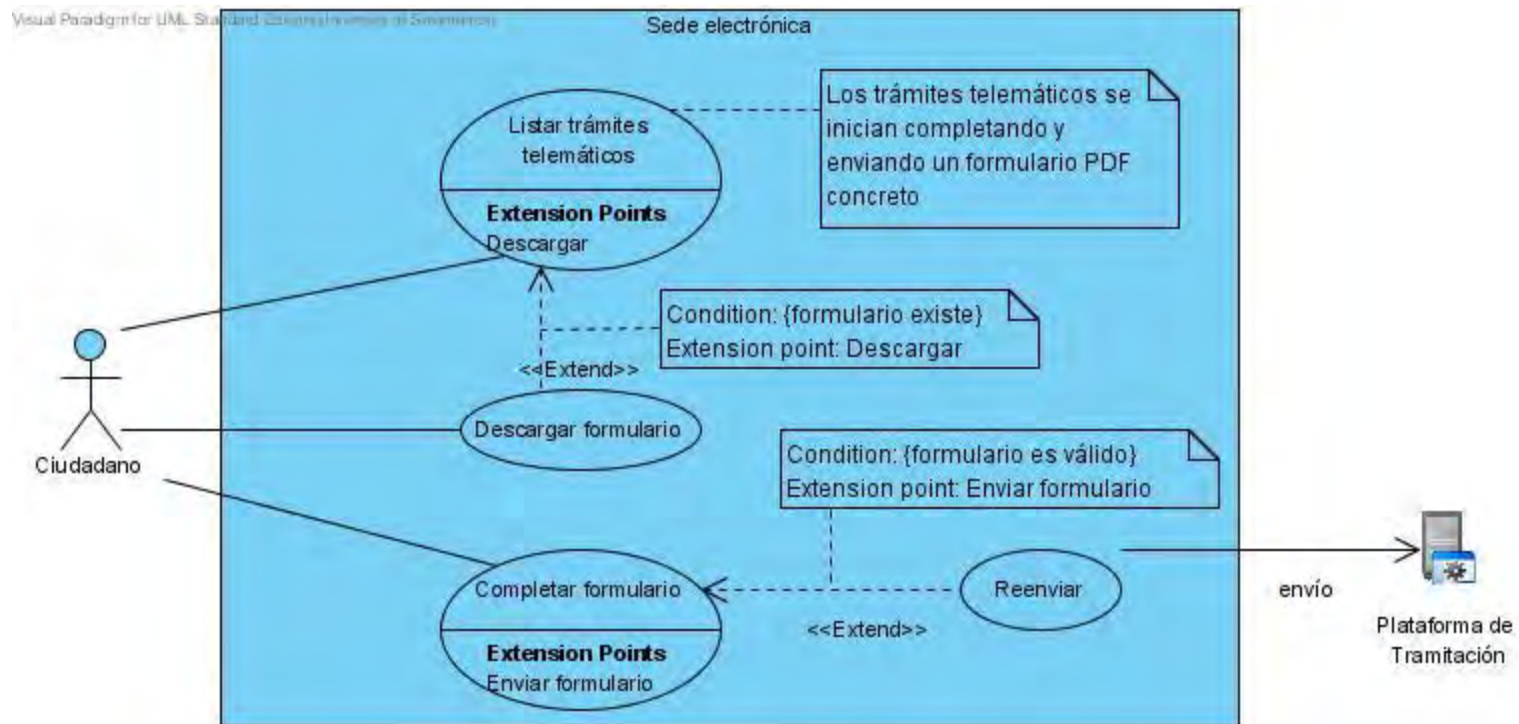 Visual Paradigm for UML Standard
Sede electrónica
Listar trámites
telemáticos
Extension Points
Descargar
Los trámites telemáticos se
inician completando y
enviando un formulario PDF
concreto
Condition: {formulario existe}
Extension point: Descargar
<<Extend>>
Descargar formulario
Ciudadano
Condition: {formulario es válido}
Extension point: Enviar formulario
Completar formulario
Extension Points
Enviar formulario
<<Extend>>
Reenviar
envío
Plataforma de
Tramitación